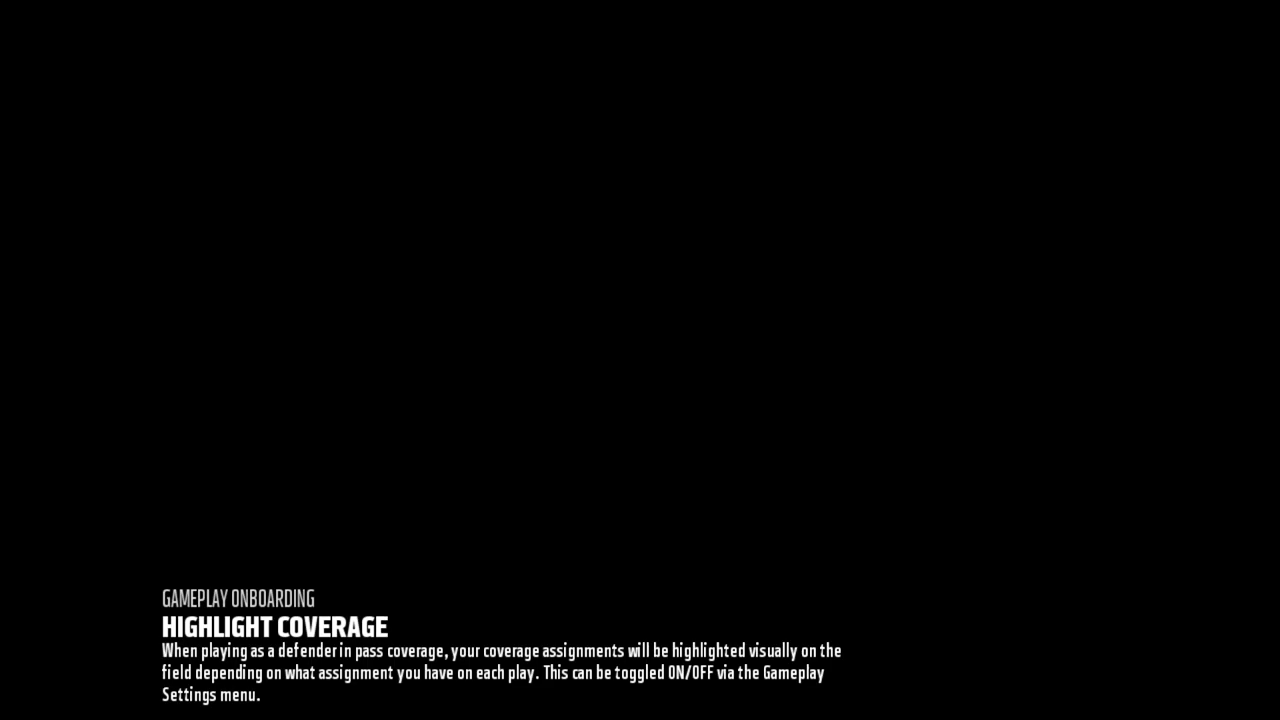 GAMEPLAY ONBOARDING
HIGHLIGHT COVERAGE
When playing as a defender in pass coverage, your coverage assignments will be highlighted visually on the
field depending on what assignment you have on each play. This can be toggled ON/OFF via the Gameplay
Settings menu.